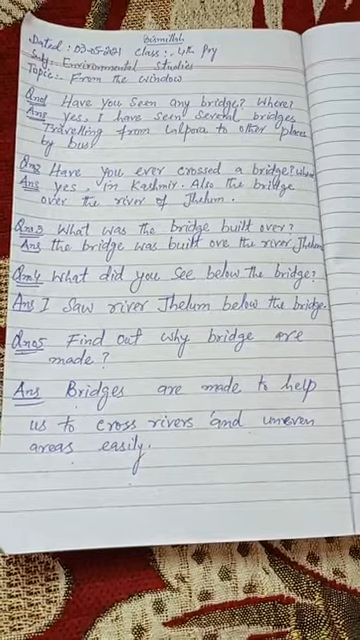 Bismillah
Dated : 03-05-2021 Class :- 4th Pry
Sub:- Environmental Studies
Topic:- From the window
Qno1 Have you seen any bridge? Where?
Ans yes, I have seen several bridges
Travelling from Wlpora to other places
by bus
Qno2 Have you ever crossed a bridge?
Ans yes, in Kashmir. Also the bridge
over the river of Jhelum.
Qno3 What was the bridge built over?
Ans the bridge was built ove the river Jhelum
Qno4 What did you see below the bridge?
Ans I Saw river Jhelum below the bridge.
Qno5 Find out why bridge are
made?
Ans Bridges are made to help
us to cross rivers and uneven
areas easily.